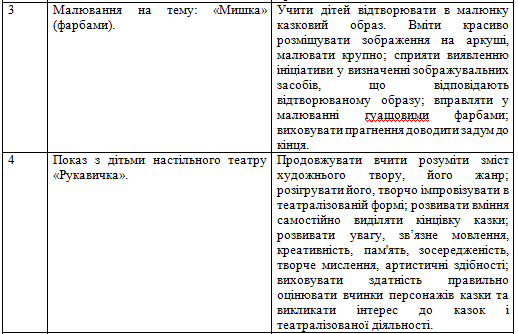 3
Малювання на тему: «Мишка»
(фарбами).
Учити дітей відтворювати в малюнку
казковий образ. Вміти красиво
розміщувати зображення на аркуші,
малювати крупно; сприяти виявленню
ініціативи у визначенні зображувальних
засобів, що відповідають
відтворюваному образу; вправляти у
малюванні гуашовими фарбами;
виховувати прагнення доводити задум до
кінця.
4
Показ з дітьми настільного театру
«Рукавичка».
Продовжувати вчити розуміти зміст
художнього твору, його жанр;
розігрувати його, творчо імпровізувати в
театралізованій формі; розвивати вміння
самостійно виділяти кінцівку казки;
розвивати увагу, зв’язне мовлення,
креативність, пам'ять, зосередженість,
творче мислення, артистичні здібності;
виховувати здатність правильно
оцінювати вчинки персонажів казки та
викликати інтерес до казок і
театралізованої діяльності.